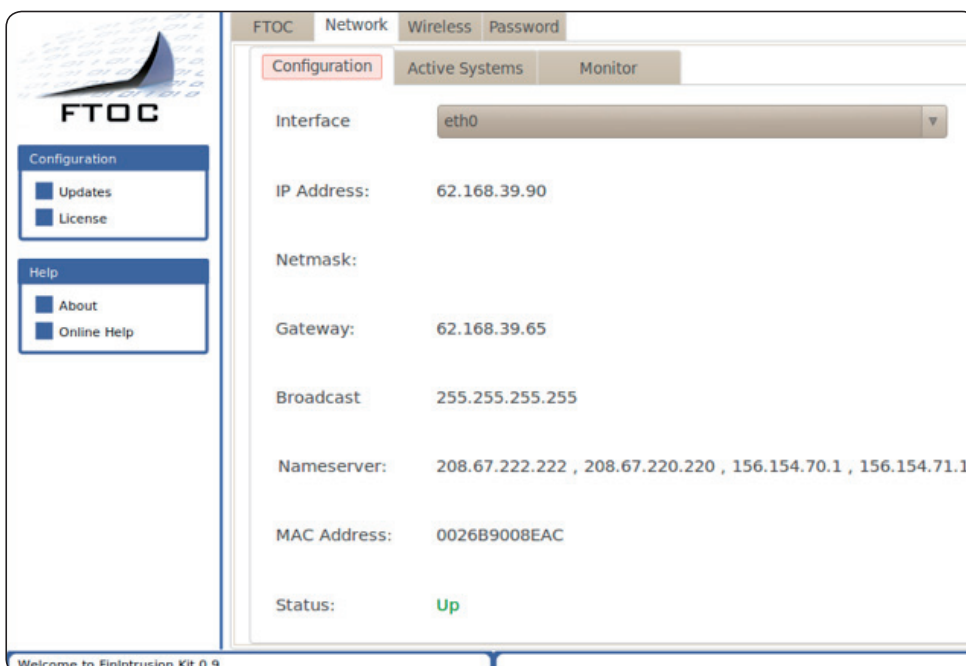 FTOC Network Wireless Password
Configuration Active Systems Monitor
FTOC
Configuration
Updates
License
Help
About
Online Help
Interface eth0
IP Address: 62.168.39.90
Netmask:
Gateway: 62.168.39.65
Broadcast 255.255.255.255
Nameserver: 208.67.222.222 , 208.67.220.220 , 156.154.70.1 , 156.154.71.1
MAC Address: 0026B9008EAC
Status: Up
Welcome to FinIntrusion Kit 0.9